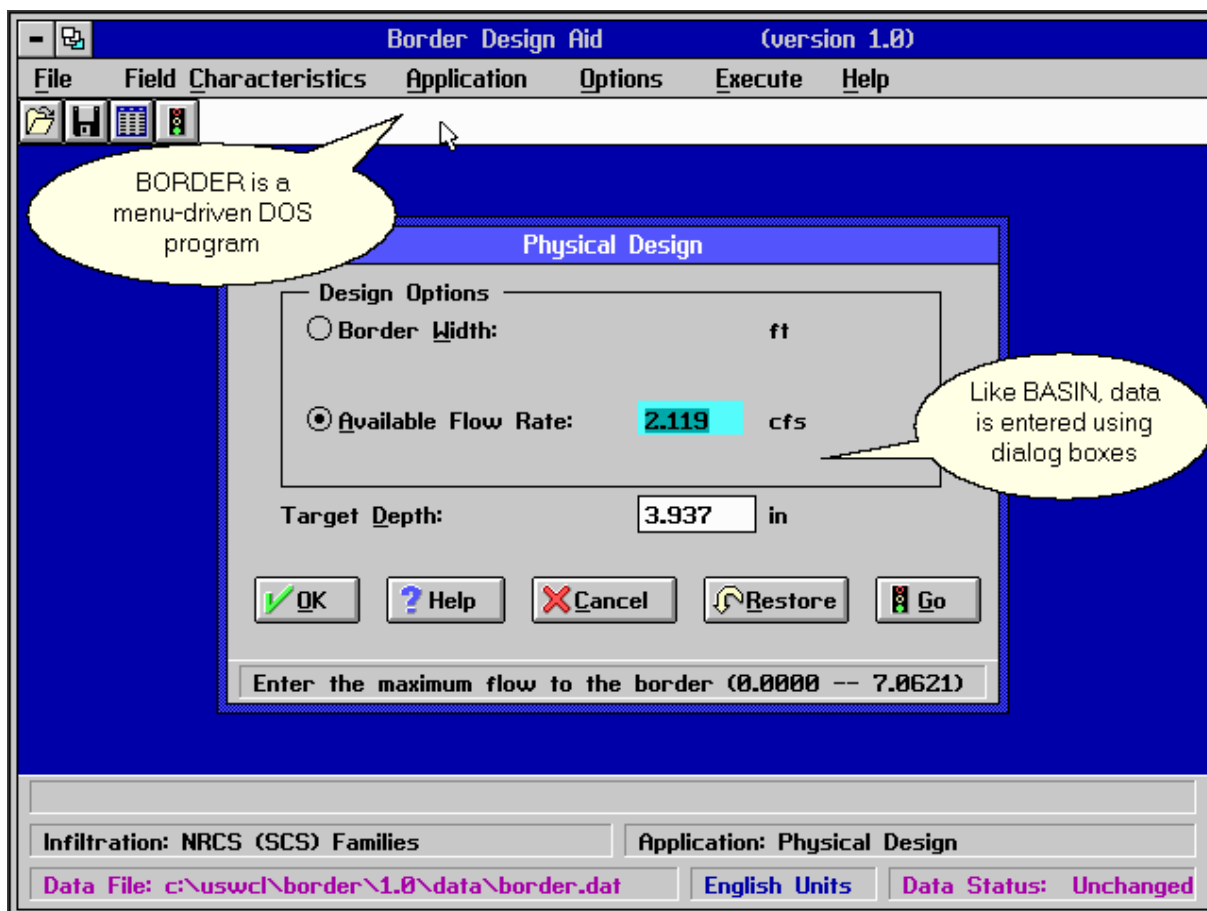 Border Design Aid (version 1.0)
File Field Characteristics Application Options Execute Help
BORDER is a
menu-driven DOS
program
Physical Design
Design Options
Border Width: ft
Available Flow Rate: 2.119 cfs
Like BASIN, data
is entered using
dialog boxes
Target Depth: 3.937 in
OK ? Help Cancel Restore Go
Enter the maximum flow to the border (0.0000 -- 7.0621)
Infiltration: NRCS (SCS) Families Application: Physical Design
Data File: c:\uswcl\border\1.0\data\border.dat English Units Data Status: Unchanged